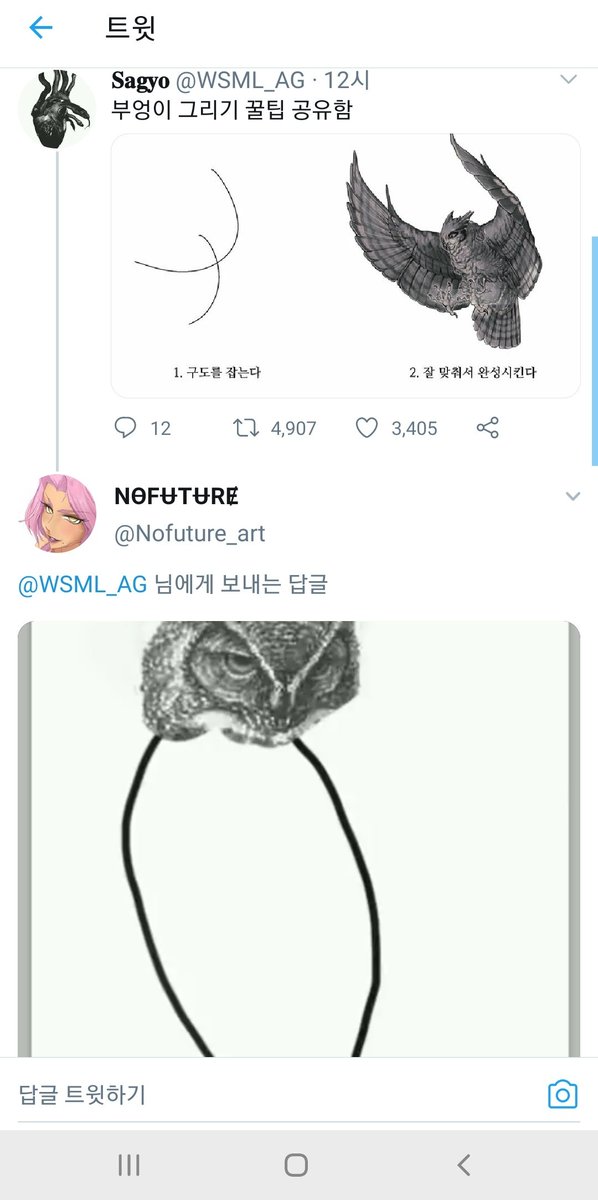 트윗
Sagyo @WSML_AG · 12시
부엉이 그리기 꿀팁 공유함
1. 구도를 잡는다
2. 잘 맞춰서 완성시킨다
12 4,907 3,405
NӨFɄTɄRɆ
@Nofuture_art
@WSML_AG 님에게 보내는 답글
답글 트윗하기